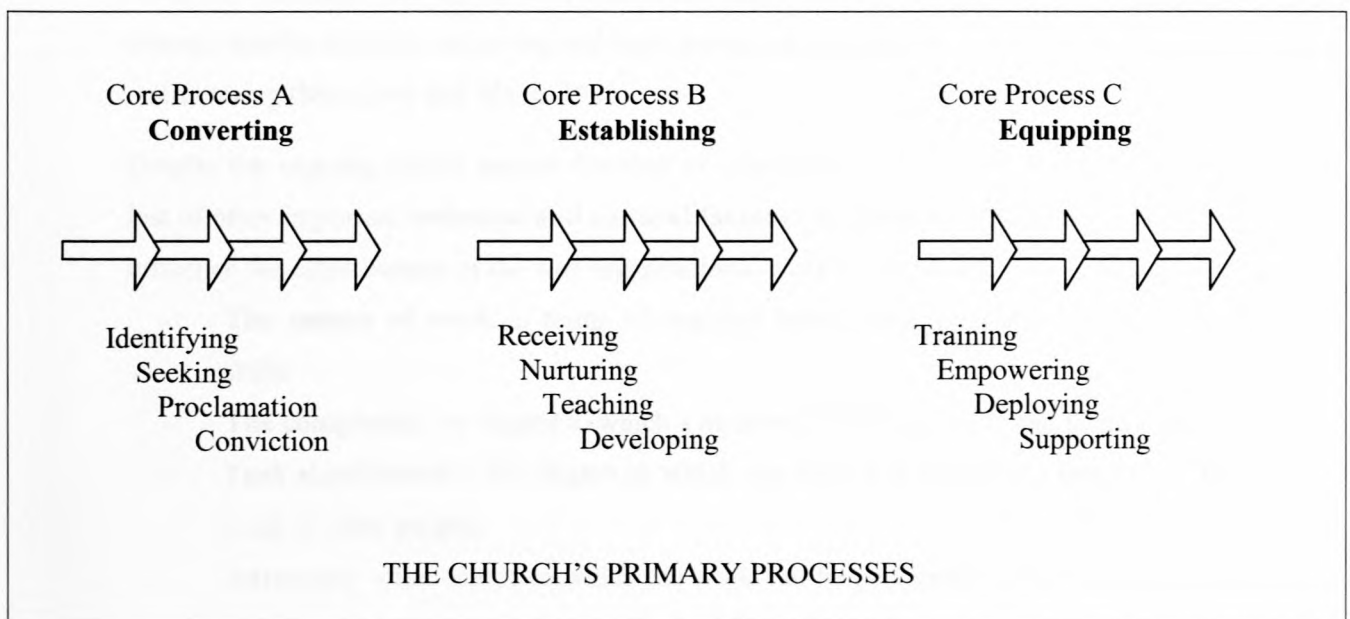 Core Process A
Converting
Identifying
Seeking
Proclamation
Conviction
Core Process B
Establishing
Receiving
Nurturing
Teaching
Developing
Core Process C
Equipping
Training
Empowering
Deploying
Supporting
THE CHURCH'S PRIMARY PROCESSES